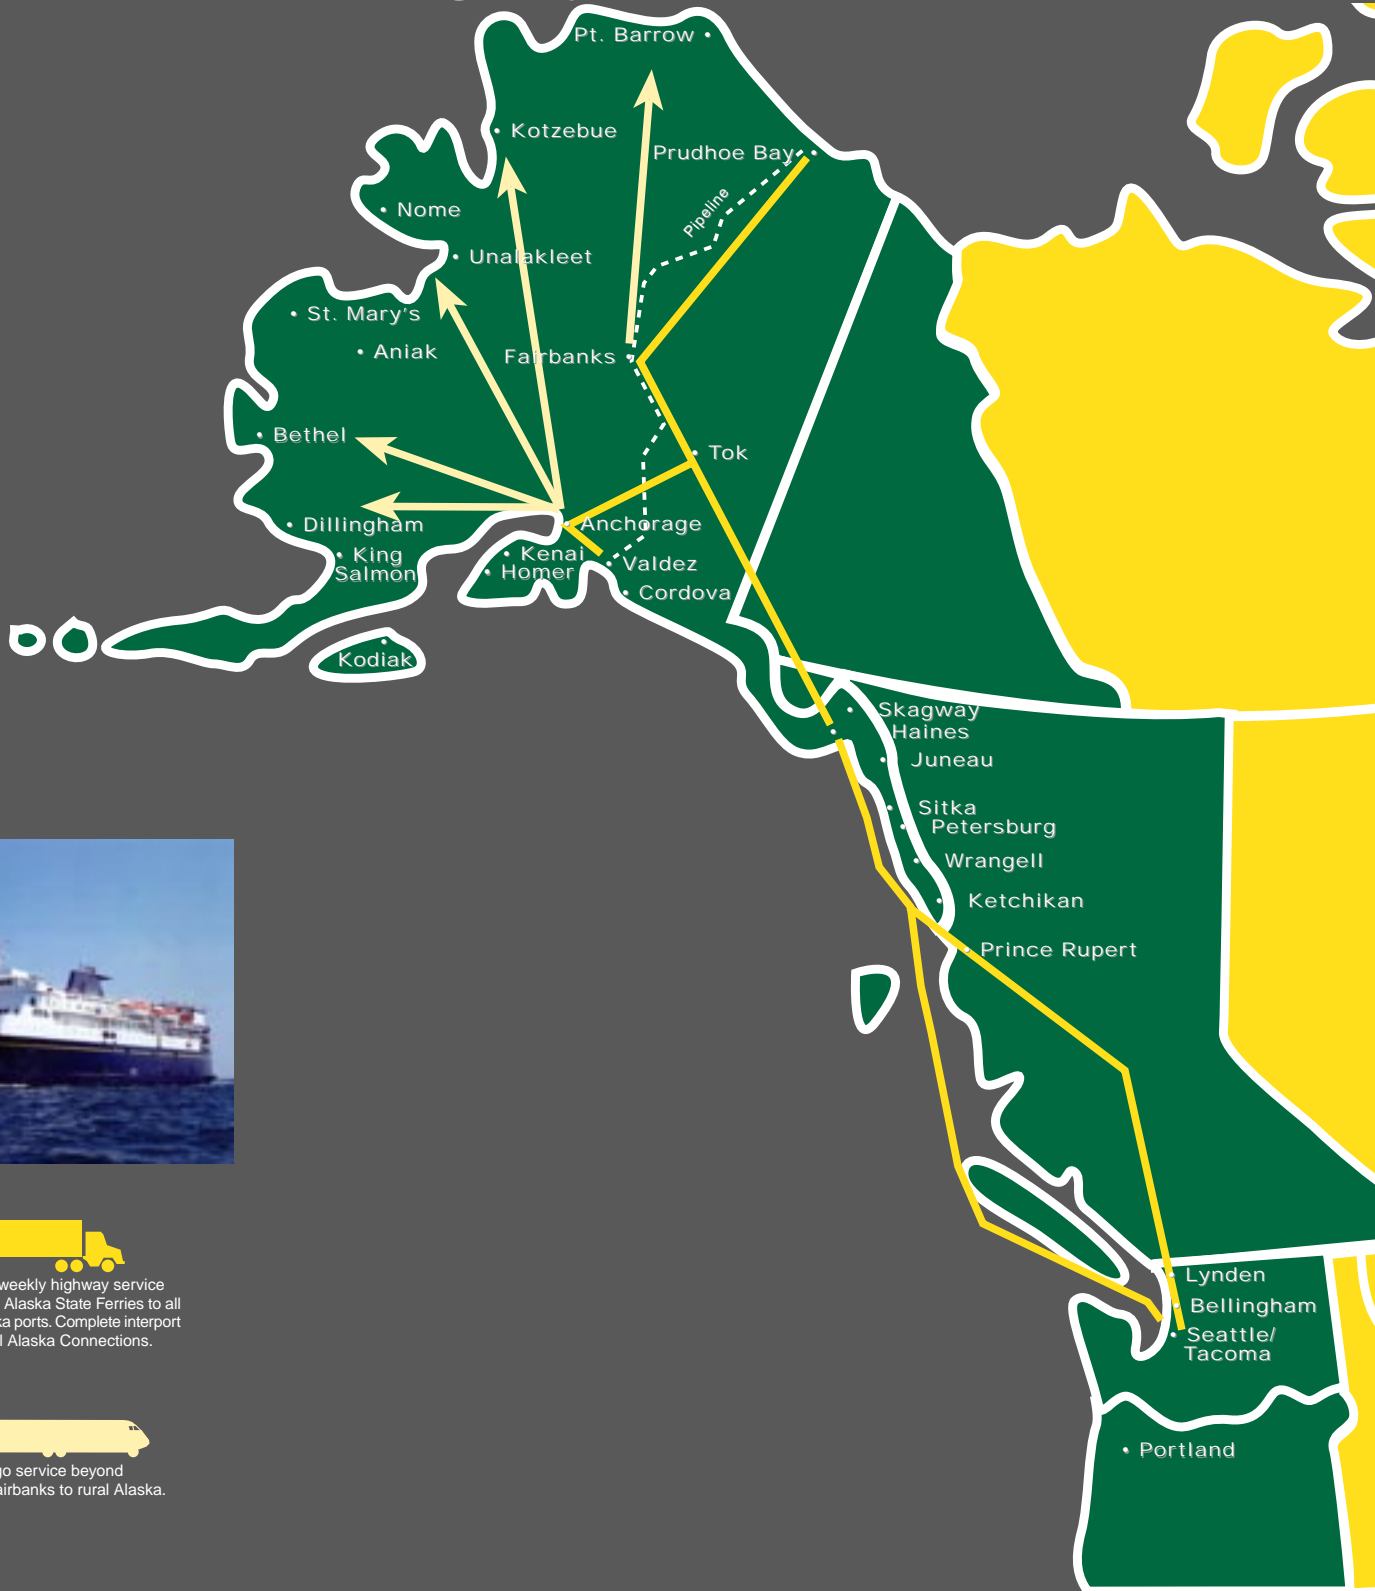 Pt. Barrow
Kotzebue
Prudhoe Bay
Pipeline
Nome
Unalakleet
St. Mary's
Aniak
Fairbanks
Bethel
Tok
Dillingham
Anchorage
King
Salmon
Kenai
Homer
Valdez
Cordova
Kodiak
Skagway
Haines
Juneau
Sitka
Petersburg
Wrangell
Ketchikan
Prince Rupert
weekly highway service
Alaska State Ferries to all
ports. Complete interport
Alaska Connections.
Lynden
Bellingham
Seattle/
Tacoma
Portland
service beyond
to rural Alaska.